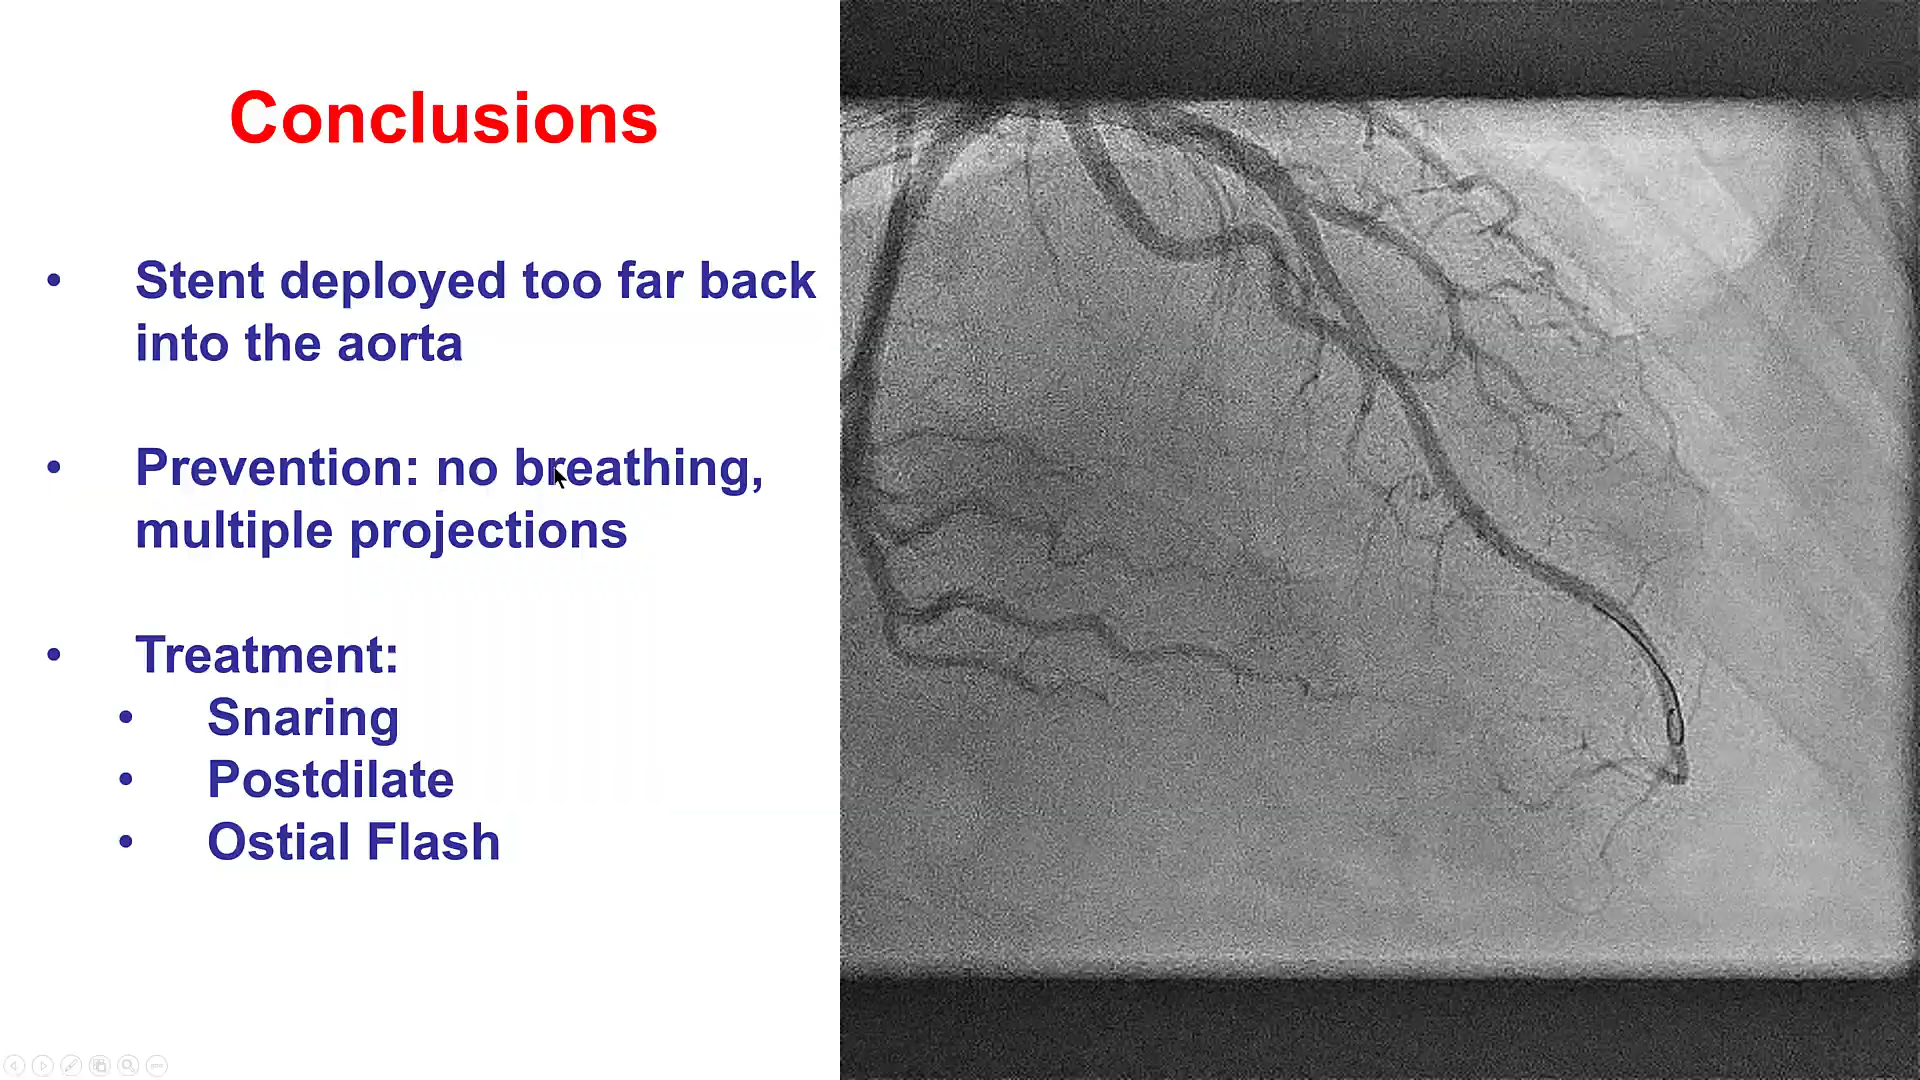 Conclusions
• Stent deployed too far back
into the aorta
• Prevention: no breathing,
multiple projections
• Treatment:
• Snaring
• Postdilate
• Ostial Flash